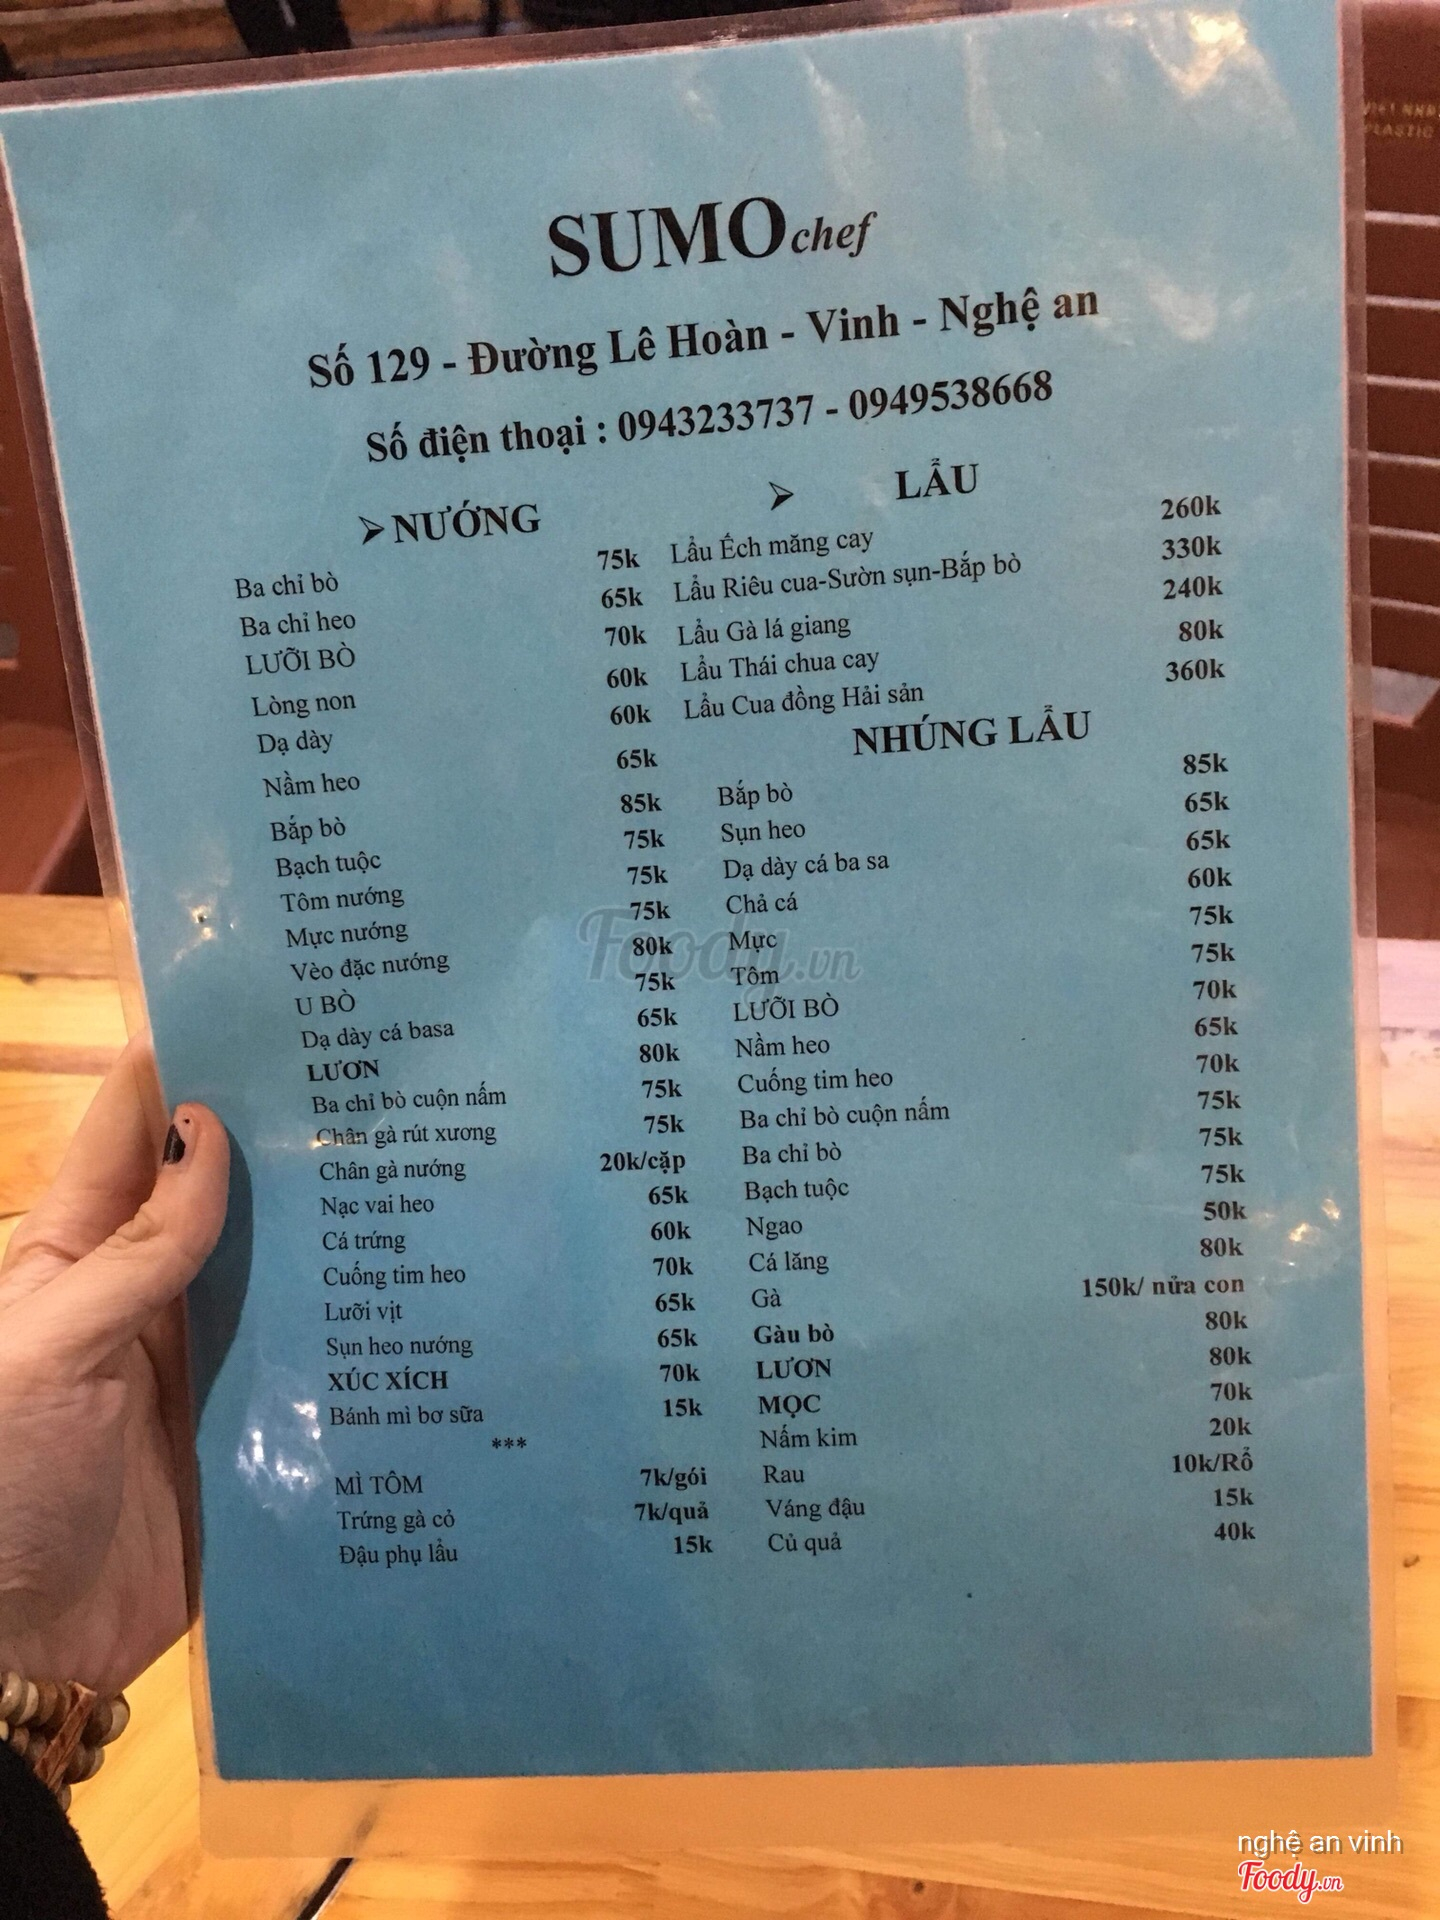 SUMO chef
Số 129 - Đường Lê Hoàn - Vinh - Nghệ an
Số điện thoại : 0943233737 - 0949538668
➢ NƯỚNG
Ba chỉ bò 75k
Ba chỉ heo 65k
LƯỠI BÒ 70k
Lòng non 60k
Dạ dày 60k
Nầm heo 65k
Bắp bò 85k
Bạch tuộc 75k
Tôm nướng 75k
Mực nướng 75k
Vèo đặc nướng 80k
U BÒ 75k
Dạ dày cá basa 65k
LƯƠN 80k
Ba chỉ bò cuộn nấm 75k
Chân gà rút xương 75k
Chân gà nướng 20k/cặp
Nạc vai heo 65k
Cá trứng 60k
Cuống tim heo 70k
Lưỡi vịt 65k
Sụn heo nướng 65k
XÚC XÍCH 70k
Bánh mì bơ sữa 15k
***
MÌ TÔM 7k/gói
Trứng gà cỏ 7k/quả
Đậu phụ lẩu 15k
➢ LẨU
Lẩu Ếch măng cay 260k
Lẩu Riêu cua-Sườn sụn-Bắp bò 330k
Lẩu Gà lá giang 240k
Lẩu Thái chua cay 80k
Lẩu Cua đồng Hải sản 360k
NHÚNG LẨU
Bắp bò 85k
Sụn heo 65k
Dạ dày cá ba sa 65k
Chả cá 60k
Mực 75k
Tôm 75k
LƯỠI BÒ 70k
Nầm heo 65k
Cuống tim heo 70k
Ba chỉ bò cuộn nấm 75k
Ba chỉ bò 75k
Bạch tuộc 75k
Ngao 50k
Cá lăng 80k
Gà 150k/ nửa con
Gàu bò 80k
LƯƠN 80k
MỌC 70k
Nấm kim 20k
Rau 10k/Rổ
Váng đậu 15k
Củ quả 40k
Foody.vn
nghệ an vinh
Foody.vn